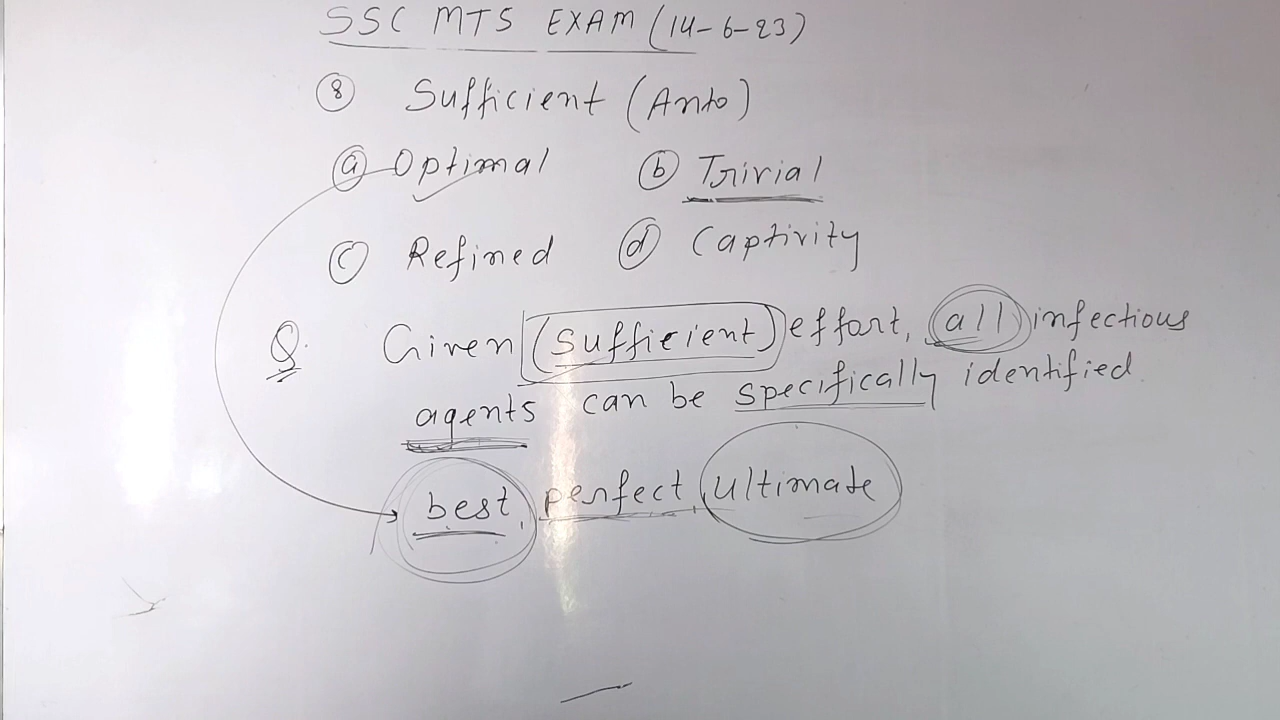 SSC MTS EXAM (14-6-23)
⑧ Sufficient (Anto)
ⓐ Optimal ⓑ Trivial
ⓒ Refined ⓓ Captivity
Q. Given (sufficient) effort, all infectious
agents can be specifically identified
best, perfect, ultimate